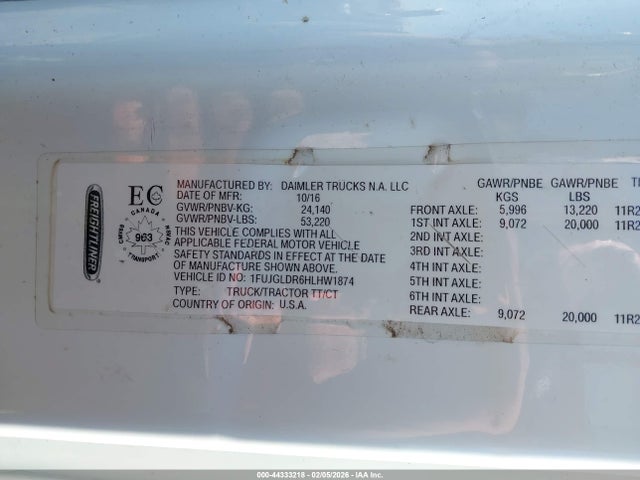 FREIGHTLINER
EC
CANADA
CMVSS NSVAC
963
TRANSPORT
MANUFACTURED BY: DAIMLER TRUCKS N.A. LLC
DATE OF MFR: 10/16
GVWR/PNBV-KG: 24,140
GVWR/PNBV-LBS: 53,220
THIS VEHICLE COMPLIES WITH ALL
APPLICABLE FEDERAL MOTOR VEHICLE
SAFETY STANDARDS IN EFFECT AT THE DATE
OF MANUFACTURE SHOWN ABOVE.
VEHICLE ID NO: 1FUJGLDR6HLHW1874
TYPE: TRUCK/TRACTOR TT/CT
COUNTRY OF ORIGIN: U.S.A.
GAWR/PNBE GAWR/PNBE
KGS LBS
FRONT AXLE: 5,996 13,220 11R2
1ST INT AXLE: 9,072 20,000 11R2
2ND INT AXLE:
3RD INT AXLE:
4TH INT AXLE:
5TH INT AXLE:
6TH INT AXLE:
REAR AXLE: 9,072 20,000 11R2
000-44333218 - 02/05/2026 - IAA Inc.